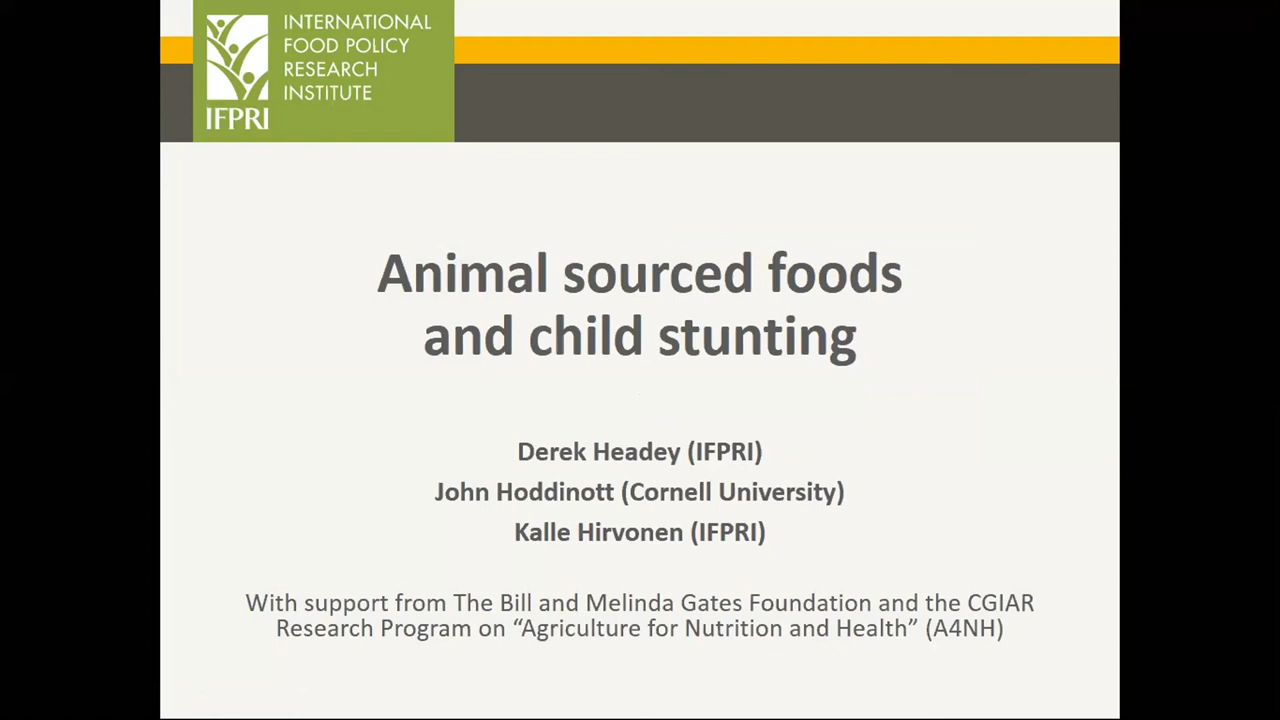 INTERNATIONAL
FOOD POLICY
RESEARCH
INSTITUTE
IFPRI
Animal sourced foods
and child stunting
Derek Headey (IFPRI)
John Hoddinott (Cornell University)
Kalle Hirvonen (IFPRI)
With support from The Bill and Melinda Gates Foundation and the CGIAR
Research Program on “Agriculture for Nutrition and Health” (A4NH)